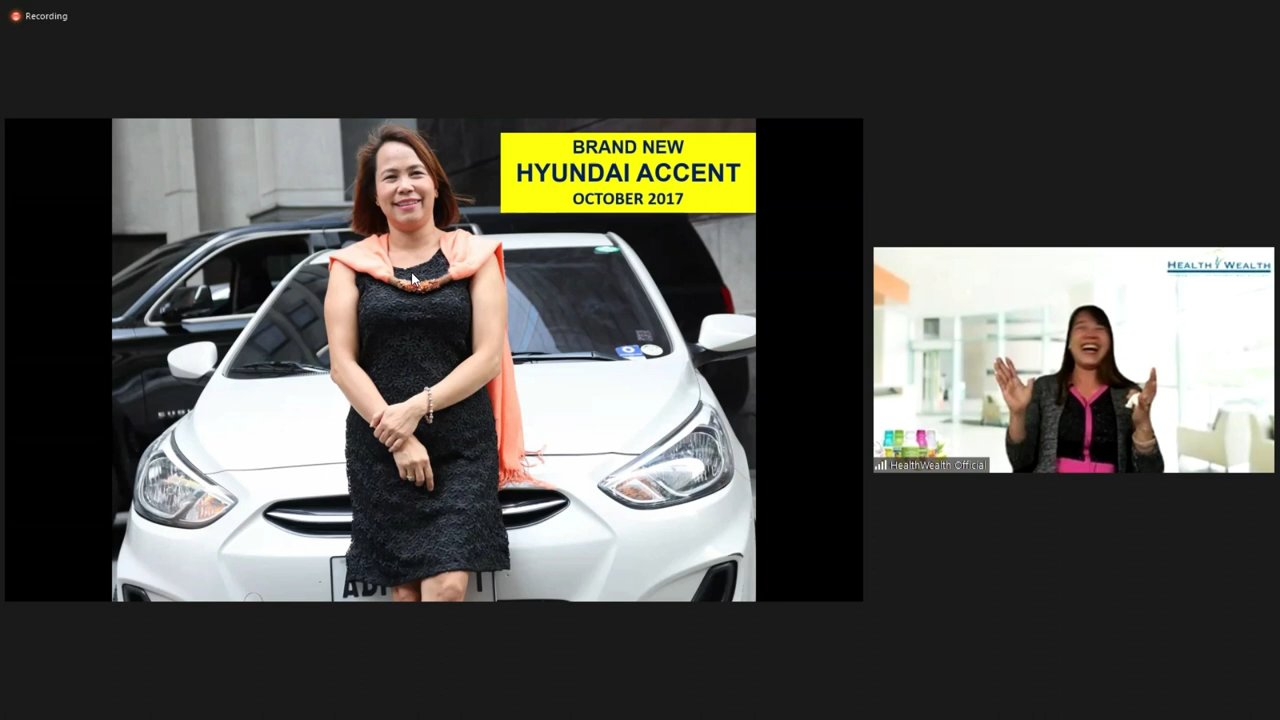 Recording
BRAND NEW
HYUNDAI ACCENT
OCTOBER 2017
HEALTH WEALTH
HealthWealth Official